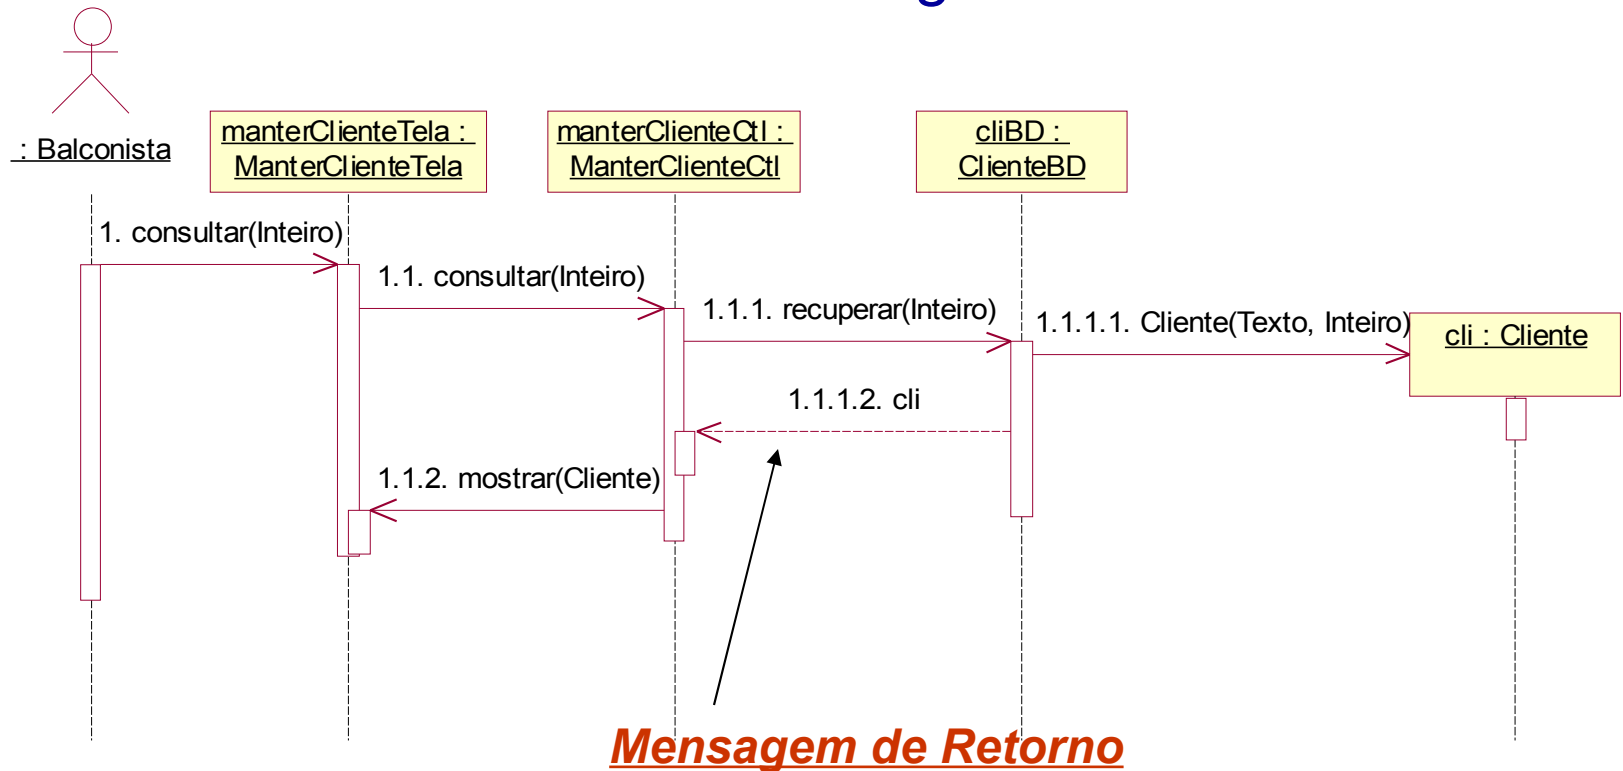 : Balconista
manterClienteTela :
ManterClienteTela
manterClienteCtl :
ManterClienteCtl
cliBD :
ClienteBD
1. consultar(Inteiro)
1.1. consultar(Inteiro)
1.1.1. recuperar(Inteiro)
1.1.1.1. Cliente(Texto, Inteiro)
cli : Cliente
1.1.1.2. cli
1.1.2. mostrar(Cliente)
Mensagem de Retorno